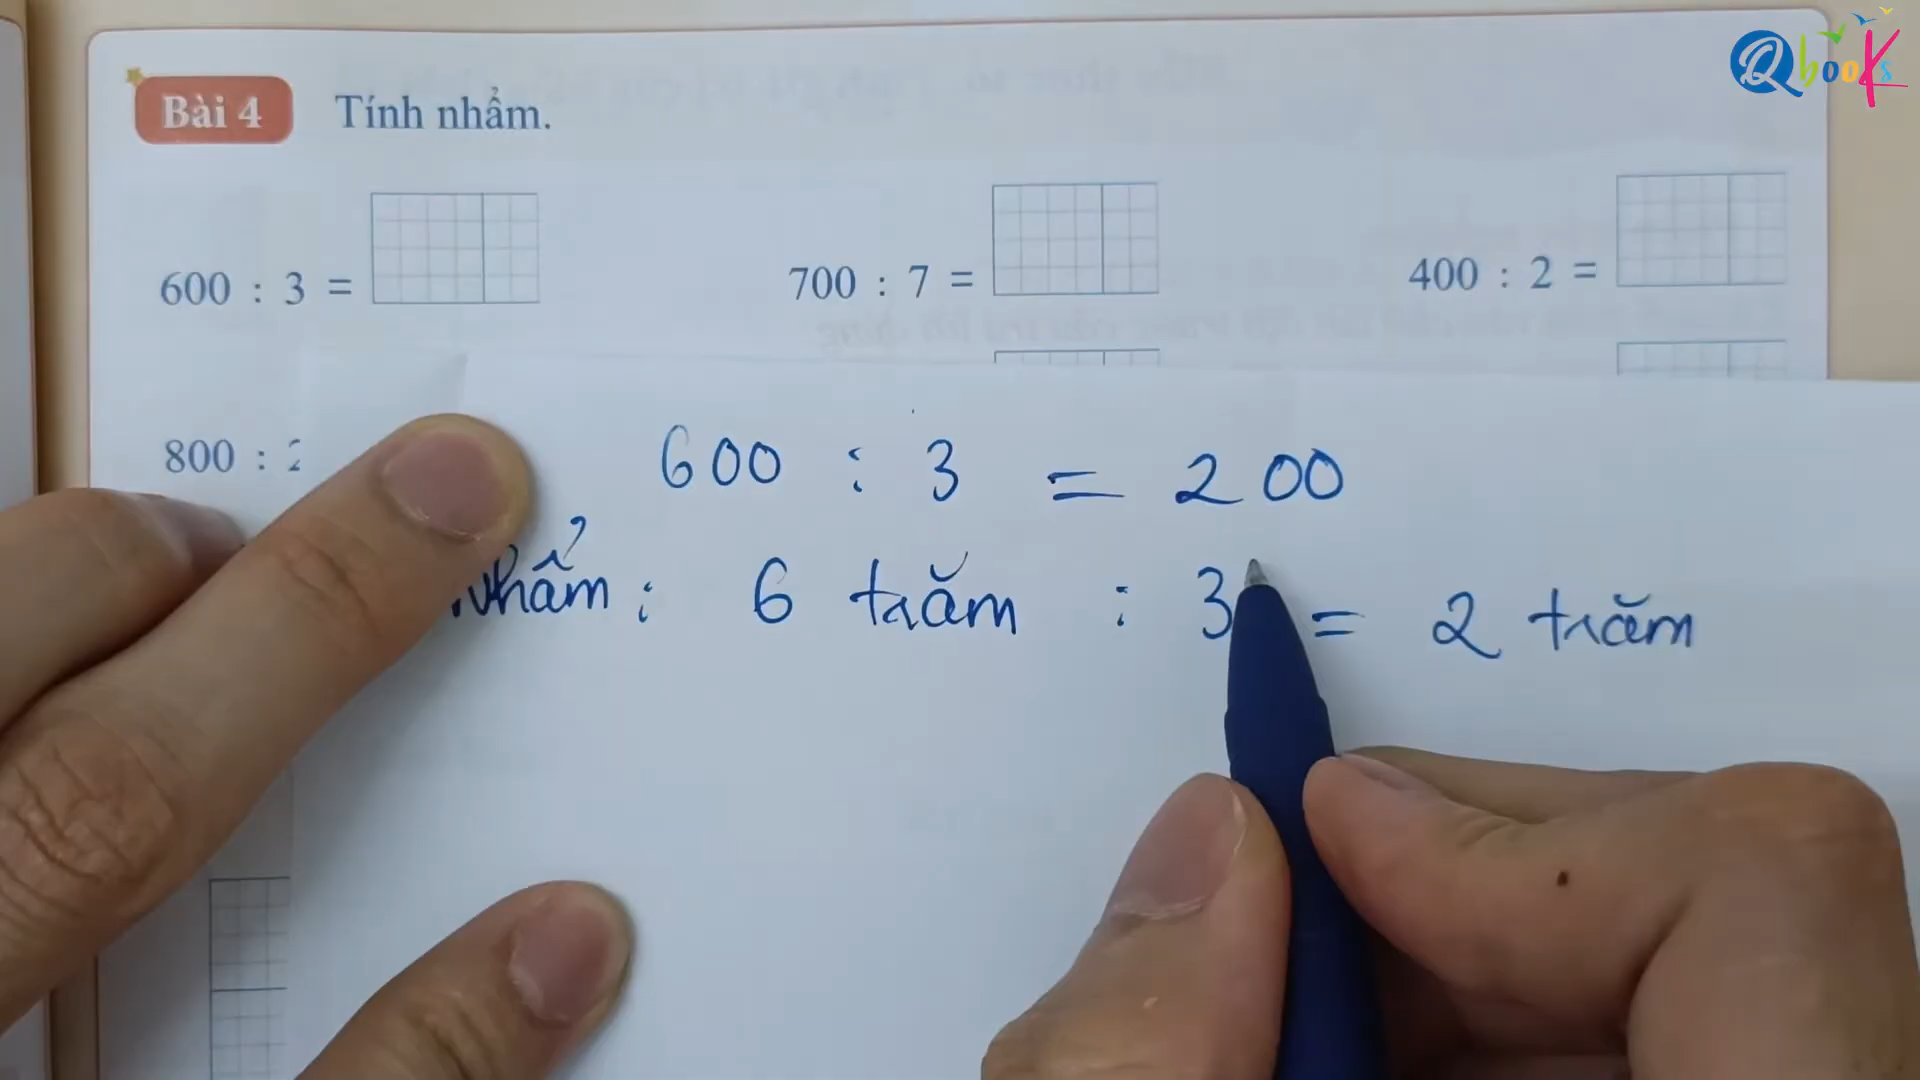 Qbooks
Bài 4 Tính nhẩm.
600 : 3 = 700 : 7 = 400 : 2 =
800 : 2
600 : 3 = 200
Nhẩm : 6 trăm : 3 = 2 trăm